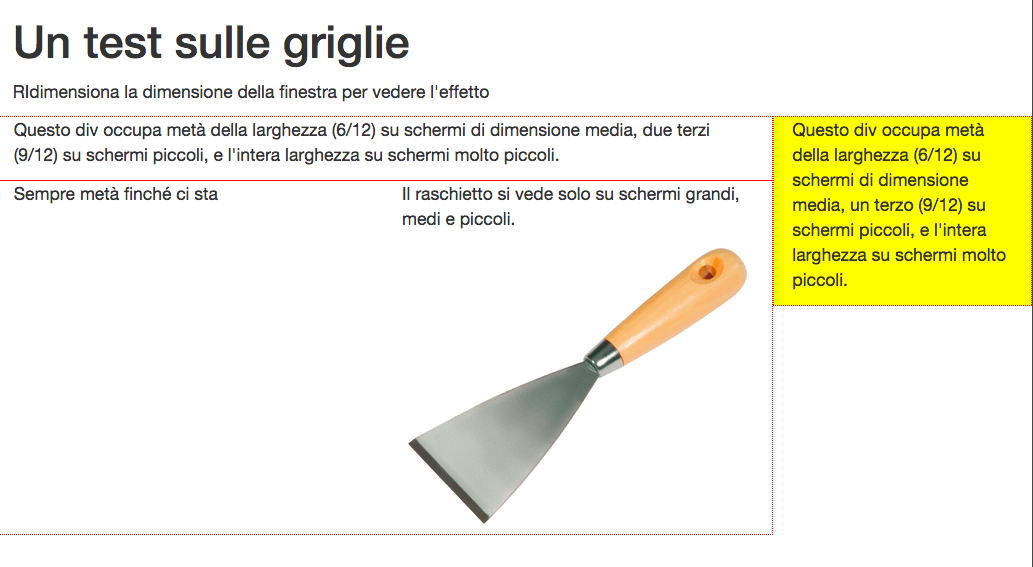 Un test sulle griglie
RIdimensiona la dimensione della finestra per vedere l'effetto
Questo div occupa metà della larghezza (6/12) su schermi di dimensione media, due terzi
(9/12) su schermi piccoli, e l'intera larghezza su schermi molto piccoli.
Sempre metà finché ci sta
Il raschietto si vede solo su schermi grandi,
medi e piccoli.
Questo div occupa metà
della larghezza (6/12) su
schermi di dimensione
media, un terzo (9/12) su
schermi piccoli, e l'intera
larghezza su schermi molto
piccoli.